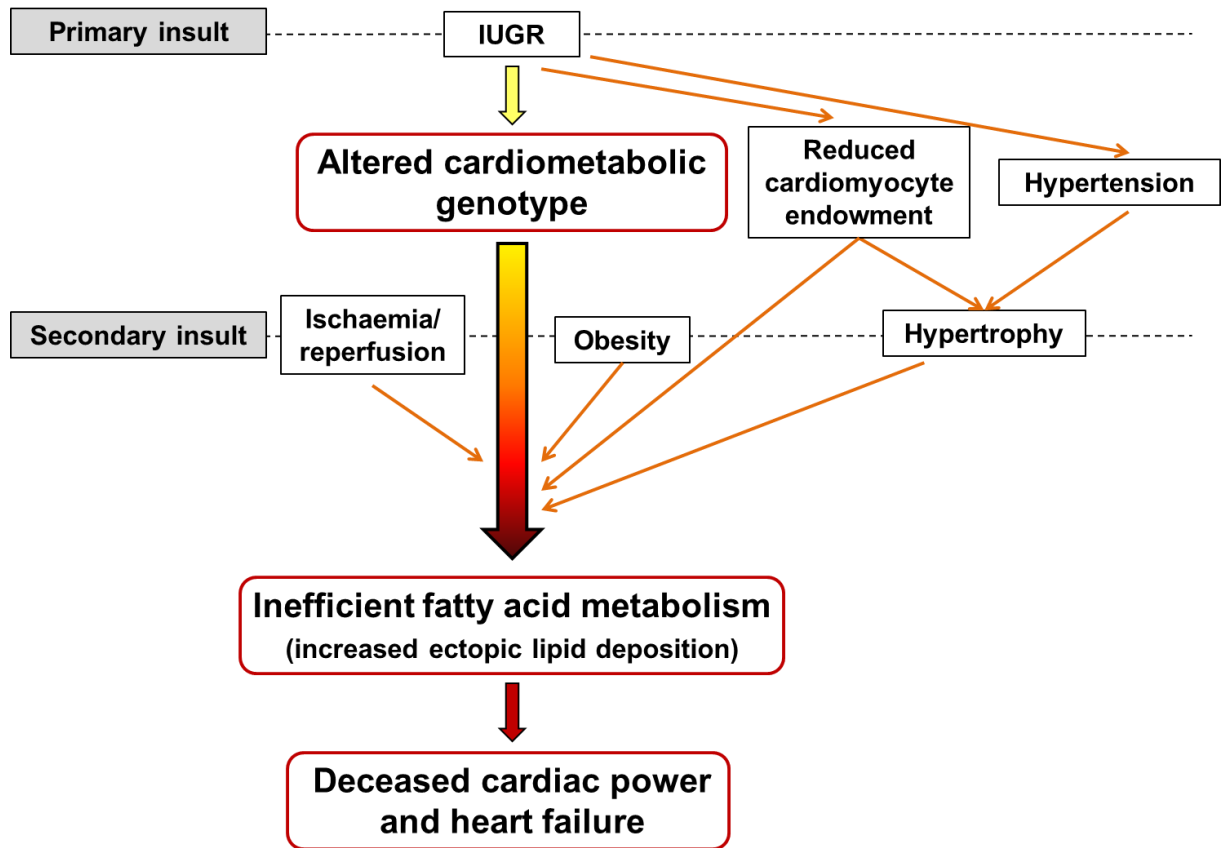 Primary insult
IUGR
Altered cardiometabolic
genotype
Reduced
cardiomyocyte
endowment
Hypertension
Secondary insult
Ischaemia/
reperfusion
Obesity
Hypertrophy
Inefficient fatty acid metabolism
(increased ectopic lipid deposition)
Deceased cardiac power
and heart failure